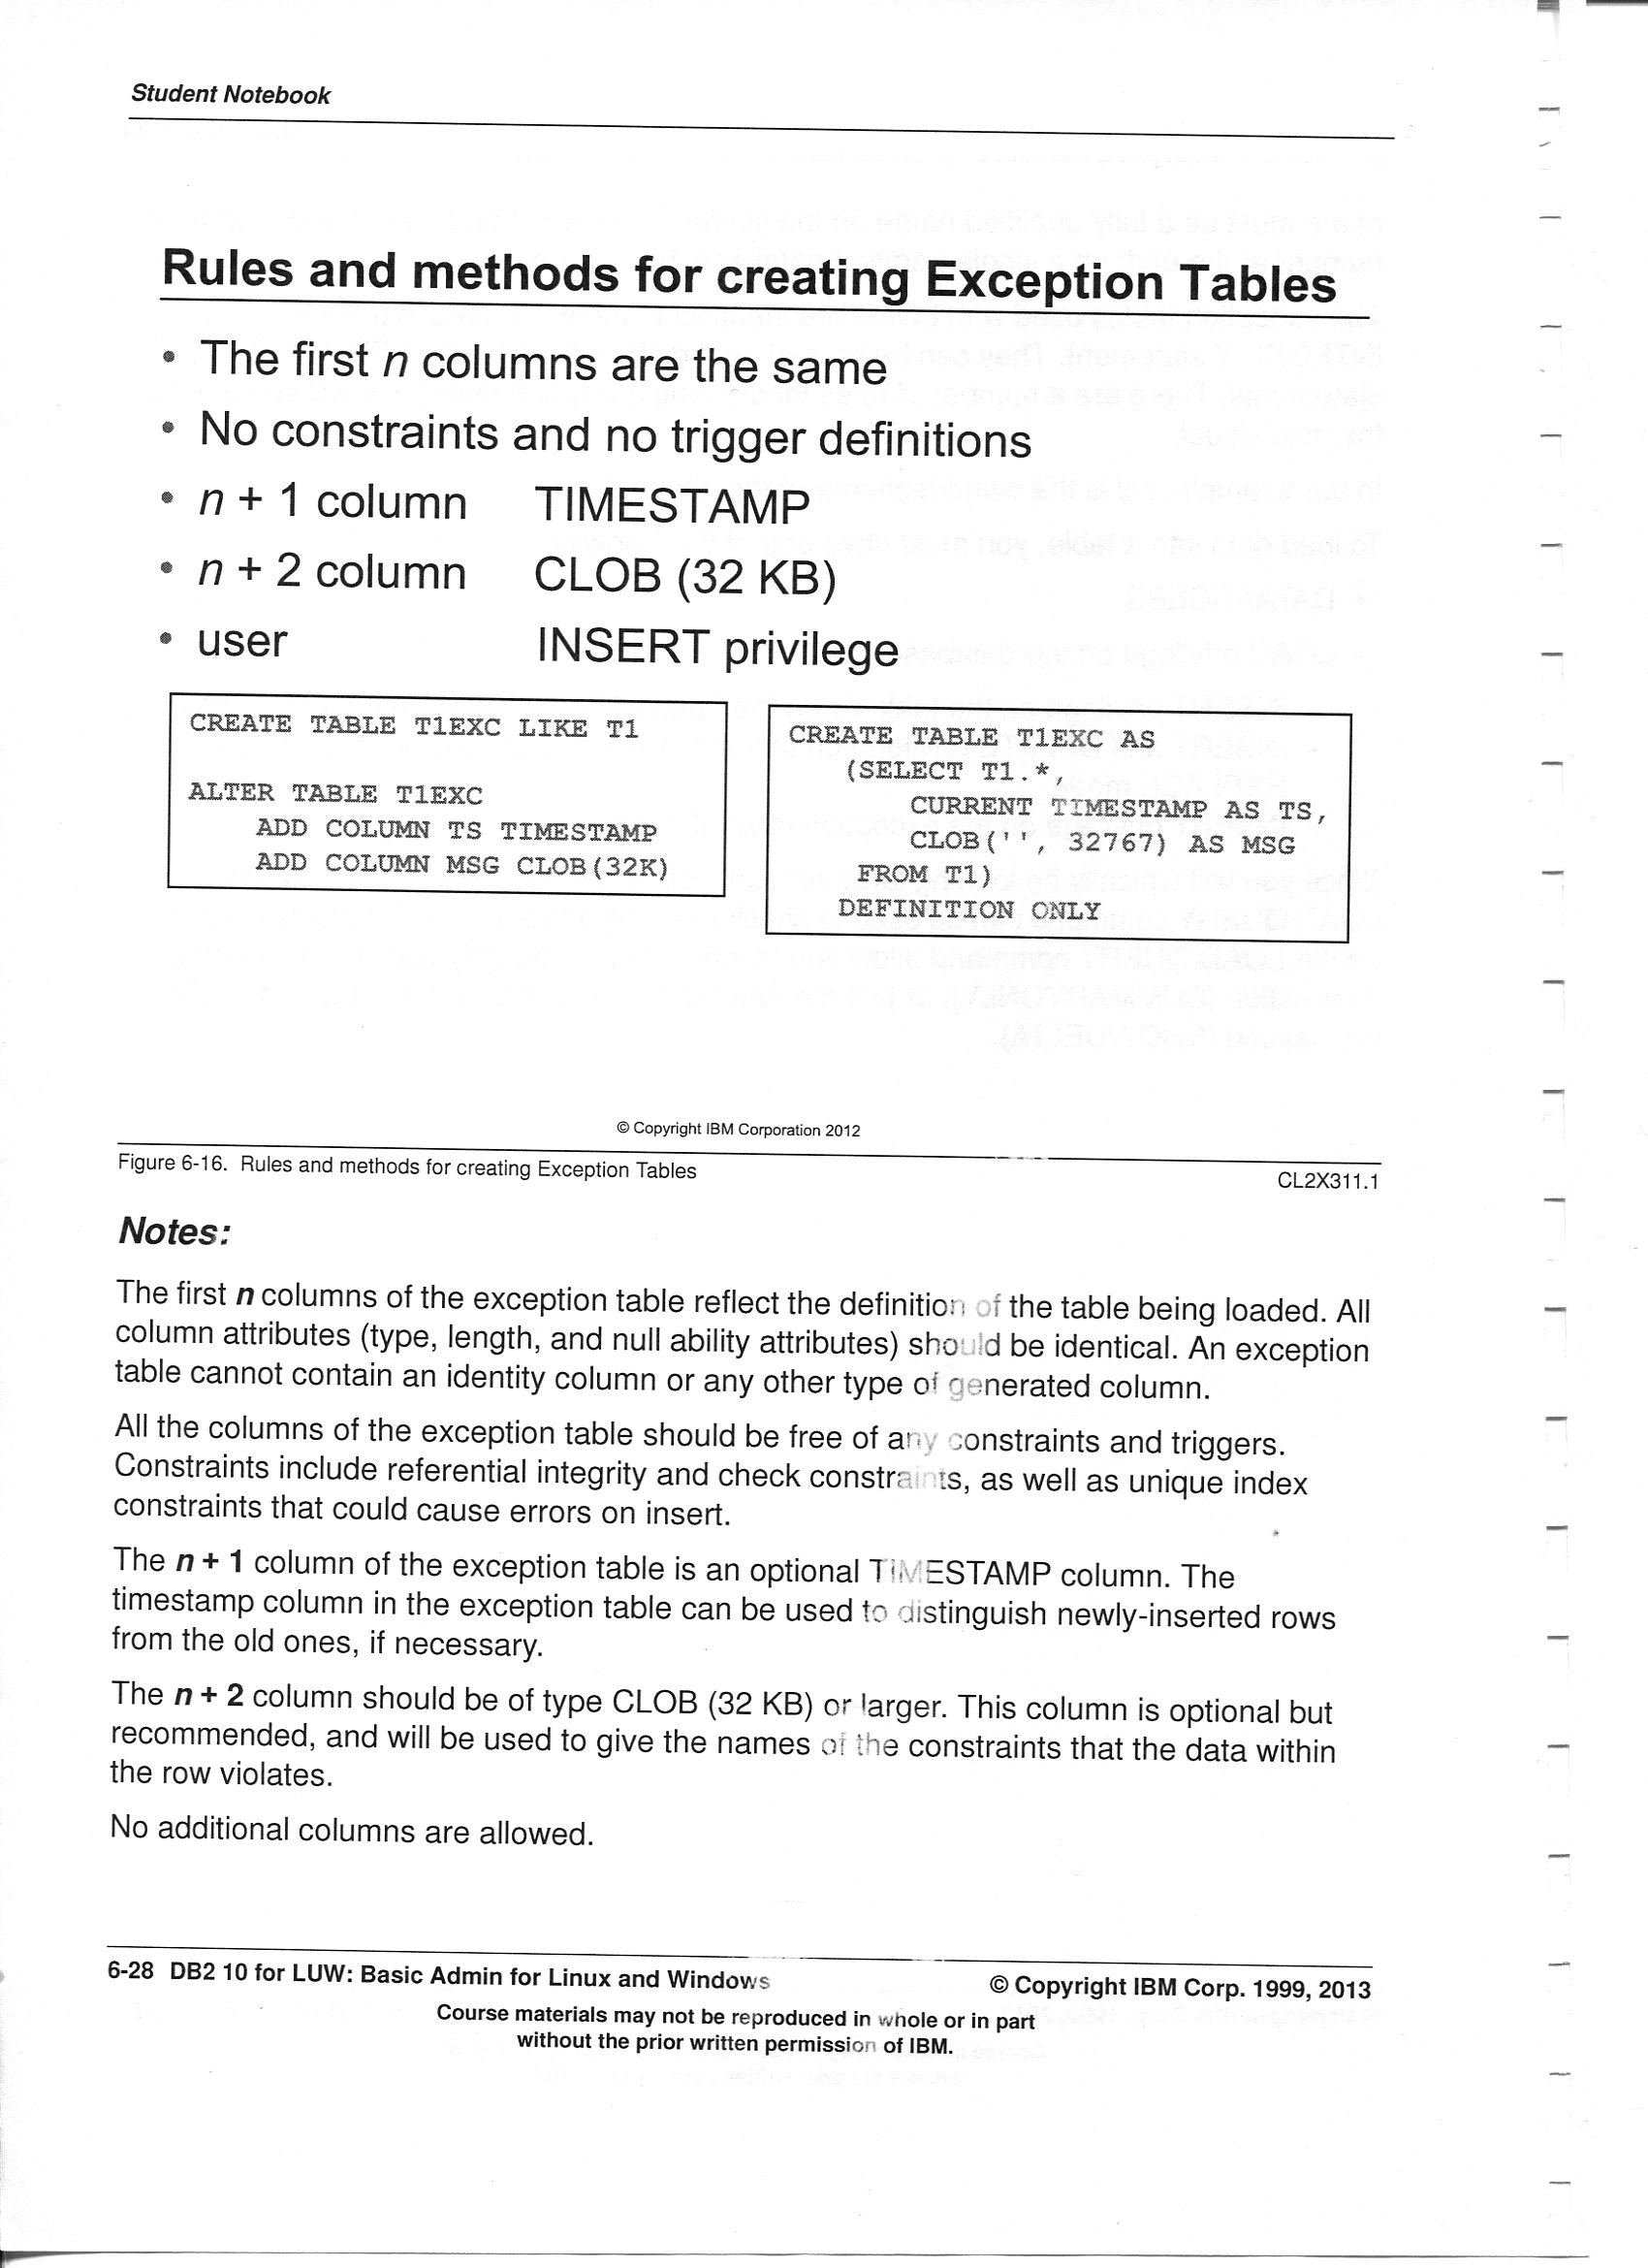 Student Notebook
Rules and methods for creating Exception Tables
• The first n columns are the same
• No constraints and no trigger definitions
• n + 1 column TIMESTAMP
• n + 2 column CLOB (32 KB)
• user INSERT privilege
CREATE TABLE T1EXC LIKE T1
ALTER TABLE T1EXC
ADD COLUMN TS TIMESTAMP
ADD COLUMN MSG CLOB(32K)
CREATE TABLE T1EXC AS
(SELECT T1.*,
CURRENT TIMESTAMP AS TS,
CLOB('', 32767) AS MSG
FROM T1)
DEFINITION ONLY
© Copyright IBM Corporation 2012
Figure 6-16. Rules and methods for creating Exception Tables CL2X311.1
Notes:
The first n columns of the exception table reflect the definition of the table being loaded. All
column attributes (type, length, and null ability attributes) should be identical. An exception
table cannot contain an identity column or any other type of generated column.
All the columns of the exception table should be free of any constraints and triggers.
Constraints include referential integrity and check constraints, as well as unique index
constraints that could cause errors on insert.
The n + 1 column of the exception table is an optional TIMESTAMP column. The
timestamp column in the exception table can be used to distinguish newly-inserted rows
from the old ones, if necessary.
The n + 2 column should be of type CLOB (32 KB) or larger. This column is optional but
recommended, and will be used to give the names of the constraints that the data within
the row violates.
No additional columns are allowed.
6-28 DB2 10 for LUW: Basic Admin for Linux and Windows © Copyright IBM Corp. 1999, 2013
Course materials may not be reproduced in whole or in part
without the prior written permission of IBM.